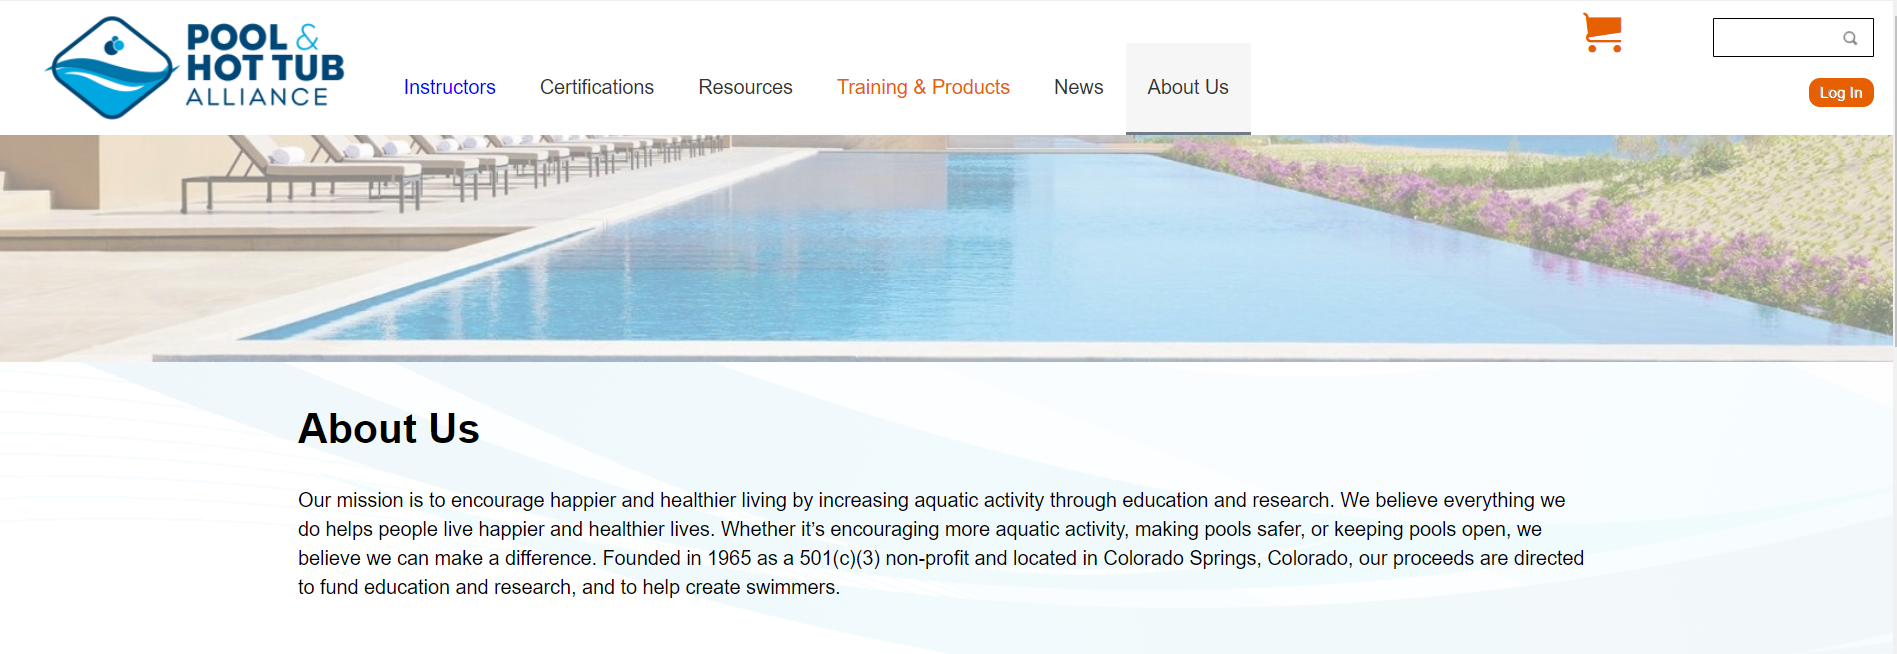 POOL &
HOT TUB
ALLIANCE
Instructors
Certifications
Resources
Training & Products
News
About Us
Log In
About Us
Our mission is to encourage happier and healthier living by increasing aquatic activity through education and research. We believe everything we
do helps people live happier and healthier lives. Whether it’s encouraging more aquatic activity, making pools safer, or keeping pools open, we
believe we can make a difference. Founded in 1965 as a 501(c)(3) non-profit and located in Colorado Springs, Colorado, our proceeds are directed
to fund education and research, and to help create swimmers.